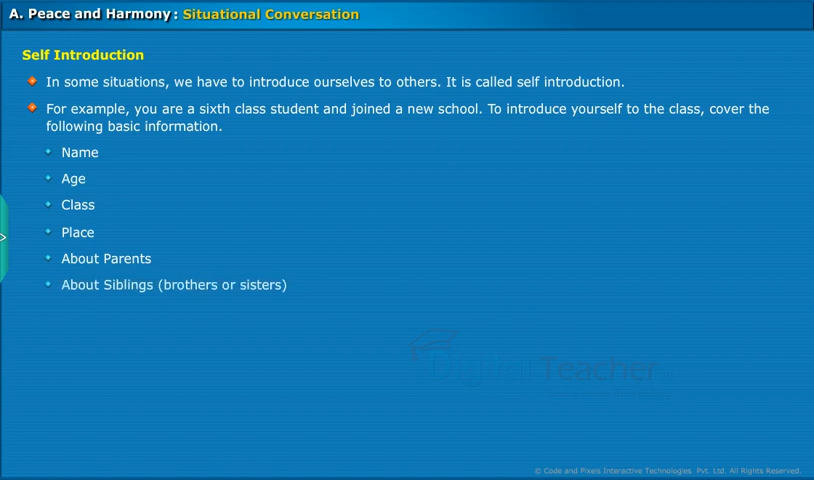 A. Peace and Harmony : Situational Conversation
Self Introduction
In some situations, we have to introduce ourselves to others. It is called self introduction.
For example, you are a sixth class student and joined a new school. To introduce yourself to the class, cover the
following basic information.
Name
Age
Class
Place
About Parents
About Siblings (brothers or sisters)
Digital Teacher
© Code and Pixels Interactive Technologies. Pvt. Ltd. All Rights Reserved.